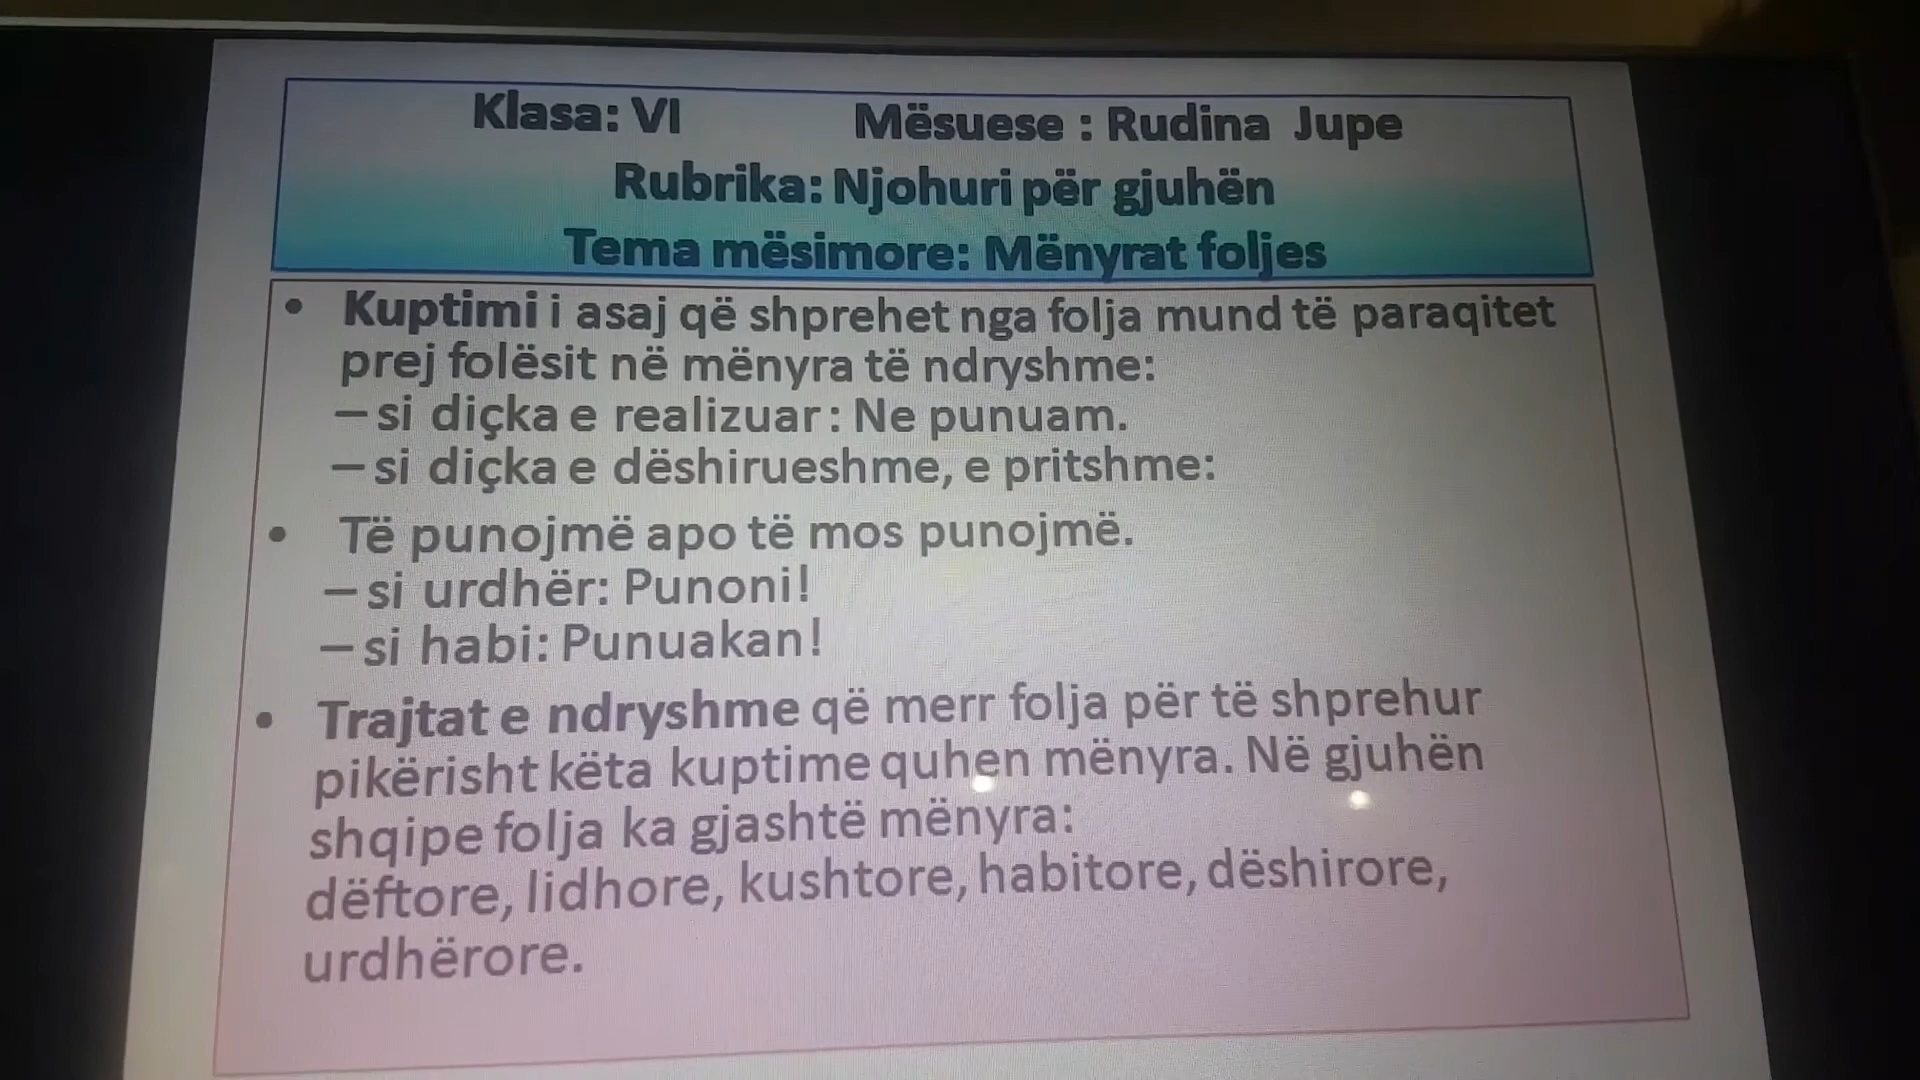 Klasa: VI Mësuese : Rudina Jupe
Rubrika: Njohuri për gjuhën
Tema mësimore: Mënyrat foljes
• Kuptimi i asaj që shprehet nga folja mund të paraqitet
prej folësit në mënyra të ndryshme:
– si diçka e realizuar: Ne punuam.
– si diçka e dëshirueshme, e pritshme:
• Të punojmë apo të mos punojmë.
– si urdhër: Punoni!
– si habi: Punuakan!
• Trajtat e ndryshme që merr folja për të shprehur
pikërisht këta kuptime quhen mënyra. Në gjuhën
shqipe folja ka gjashtë mënyra:
dëftore, lidhore, kushtore, habitore, dëshirore,
urdhërore.